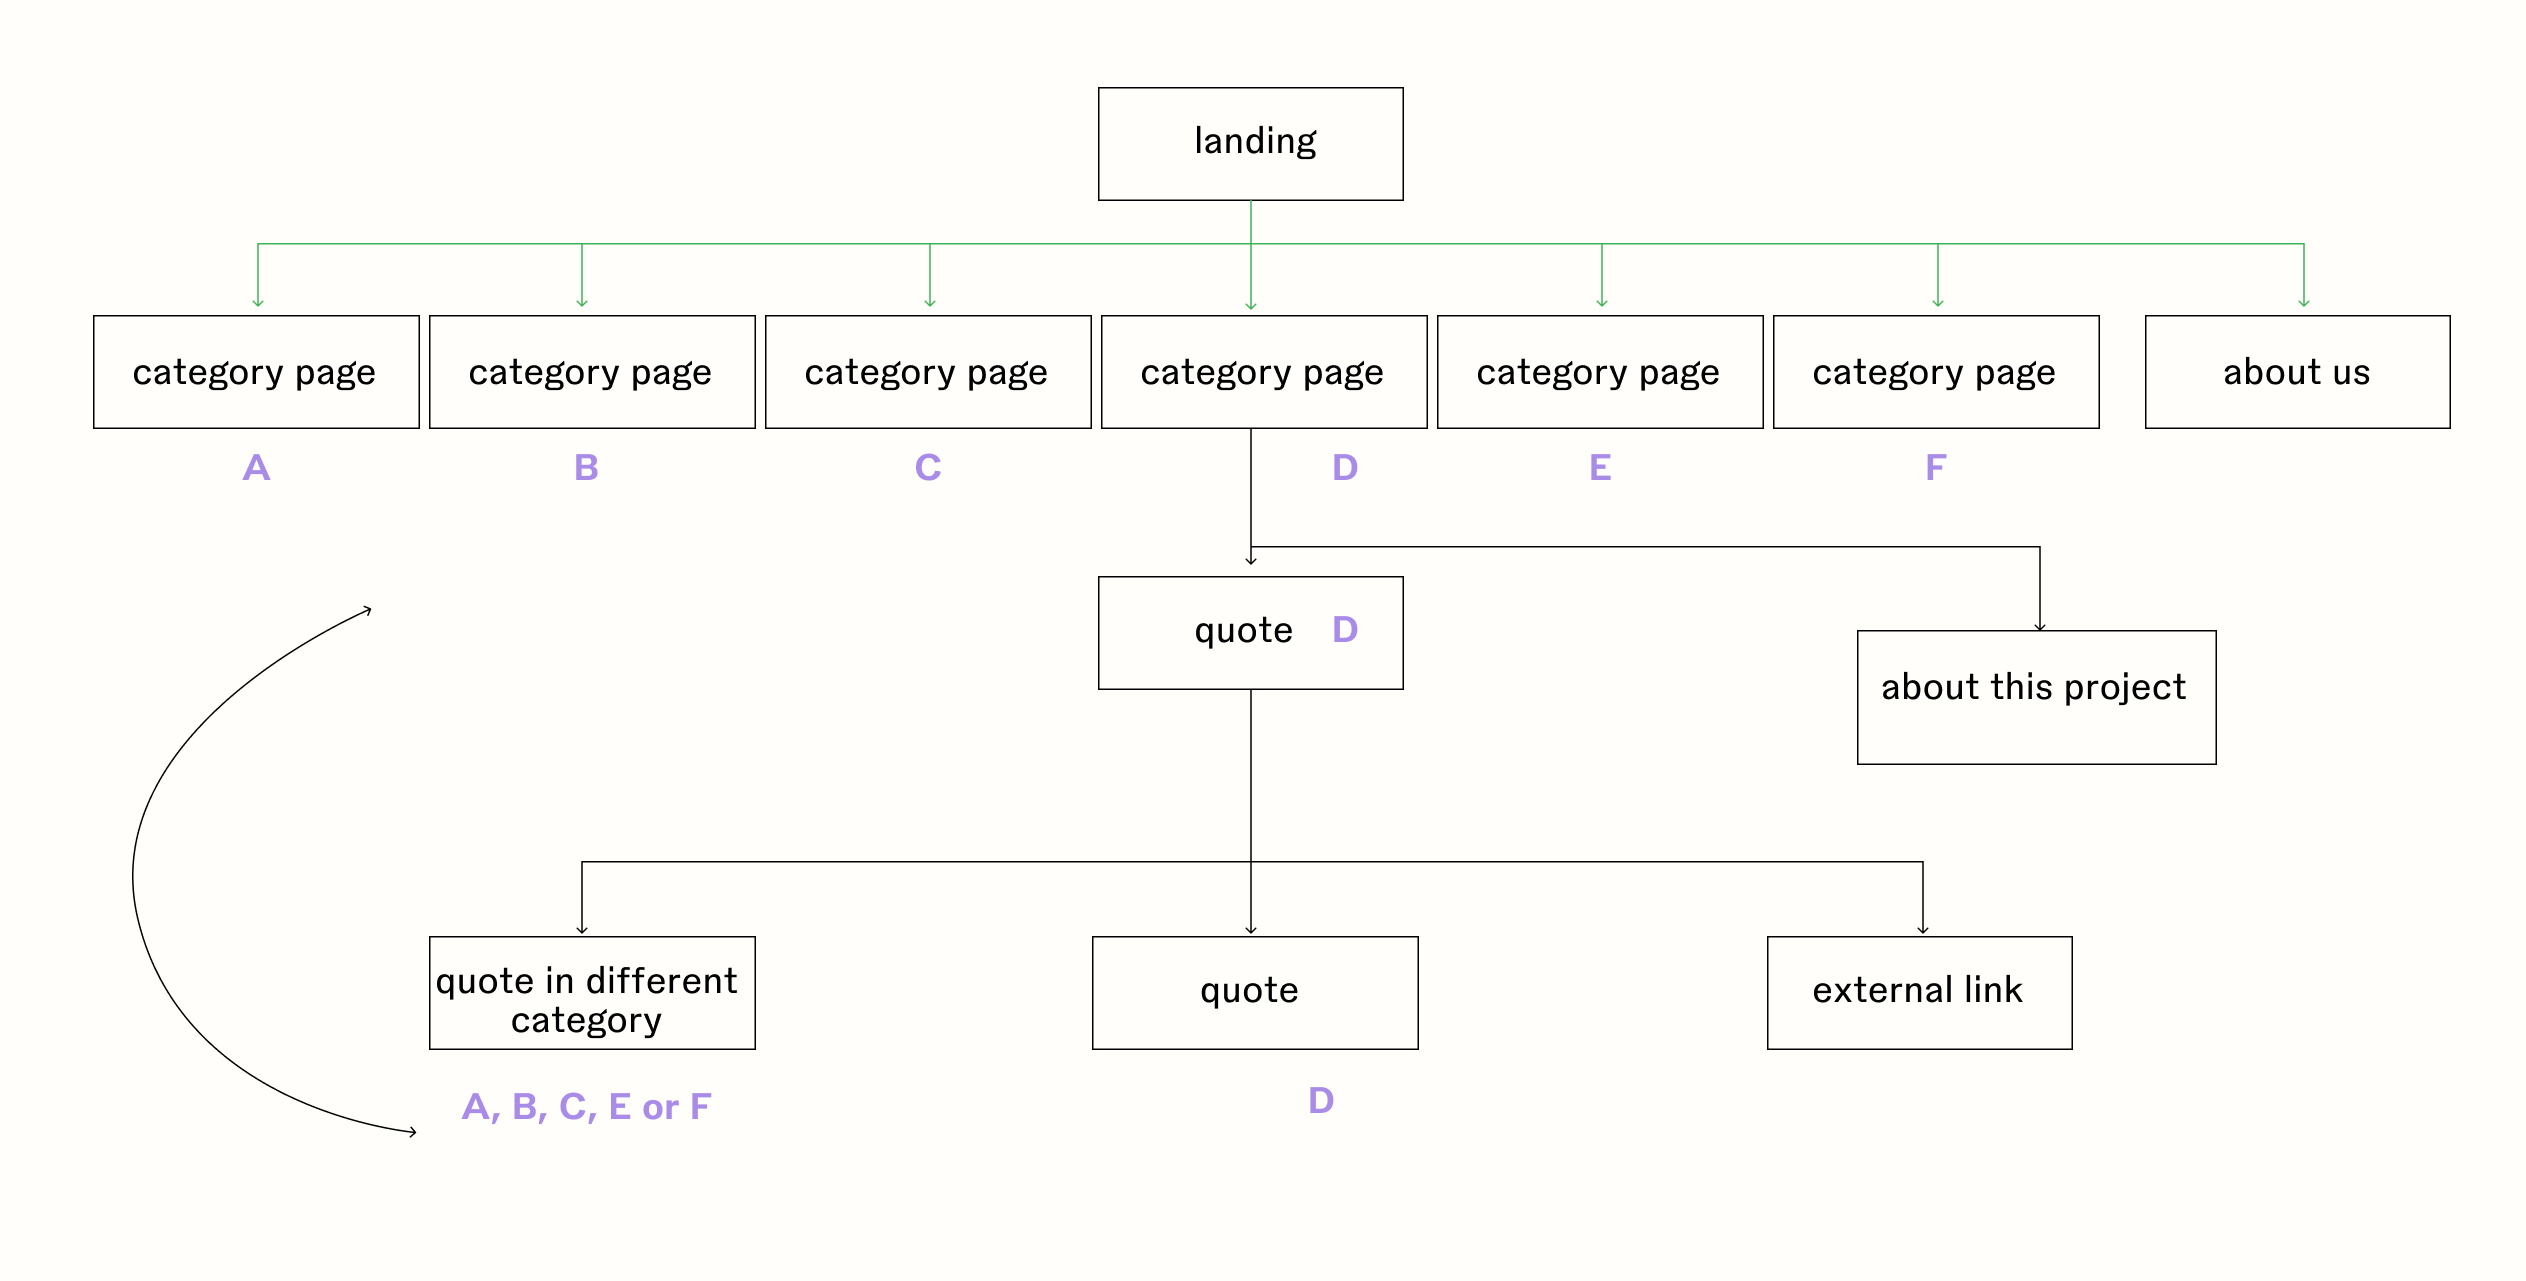 landing
category page
category page
category page
category page
category page
category page
about us
A
B
C
D
E
F
quote D
about this project
quote in different
category
quote
external link
A, B, C, E or F
D